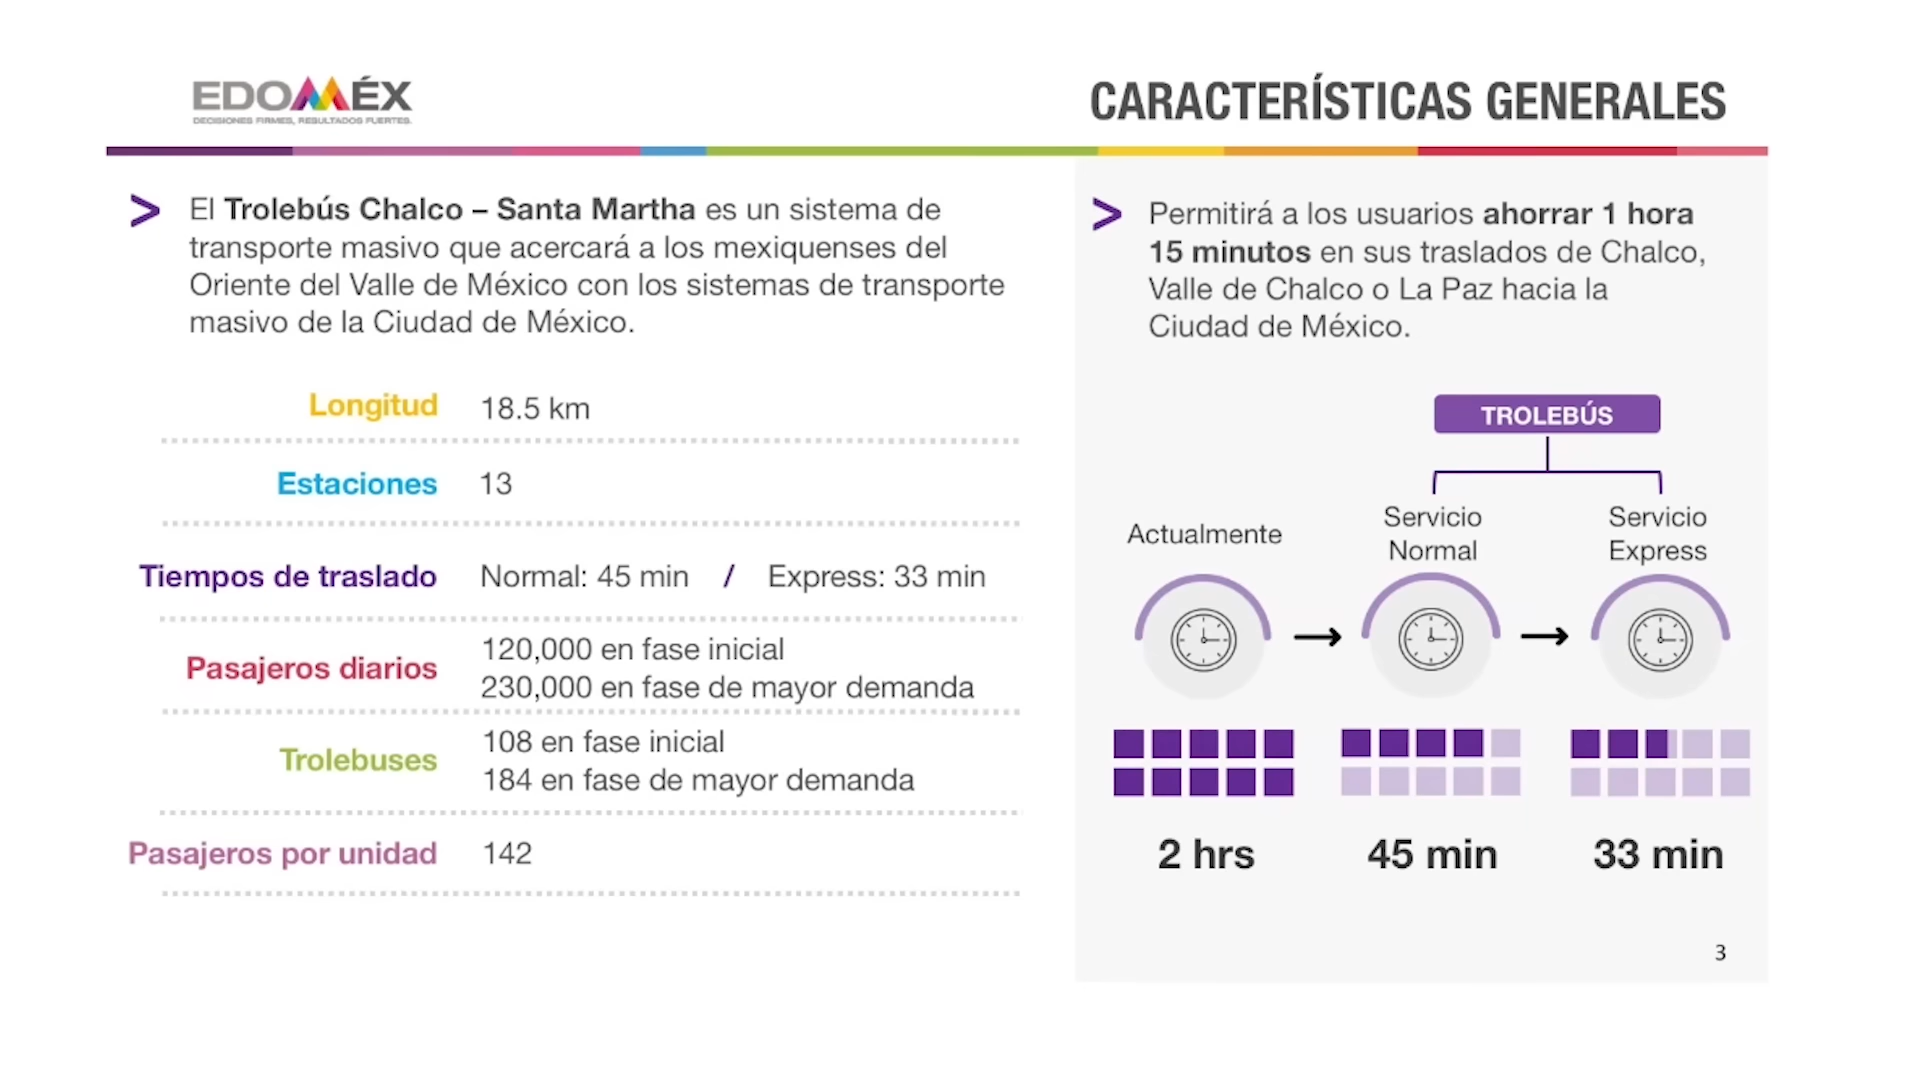 EDOMÉX
DECISIONES FIRMES, RESULTADOS FUERTES.
CARACTERÍSTICAS GENERALES
> El Trolebús Chalco – Santa Martha es un sistema de
transporte masivo que acercará a los mexiquenses del
Oriente del Valle de México con los sistemas de transporte
masivo de la Ciudad de México.
Longitud 18.5 km
Estaciones 13
Tiempos de traslado Normal: 45 min / Express: 33 min
Pasajeros diarios
120,000 en fase inicial
230,000 en fase de mayor demanda
Trolebuses
108 en fase inicial
184 en fase de mayor demanda
Pasajeros por unidad 142
> Permitirá a los usuarios ahorrar 1 hora
15 minutos en sus traslados de Chalco,
Valle de Chalco o La Paz hacia la
Ciudad de México.
TROLEBÚS
Actualmente
Servicio
Normal
Servicio
Express
2 hrs
45 min
33 min
3